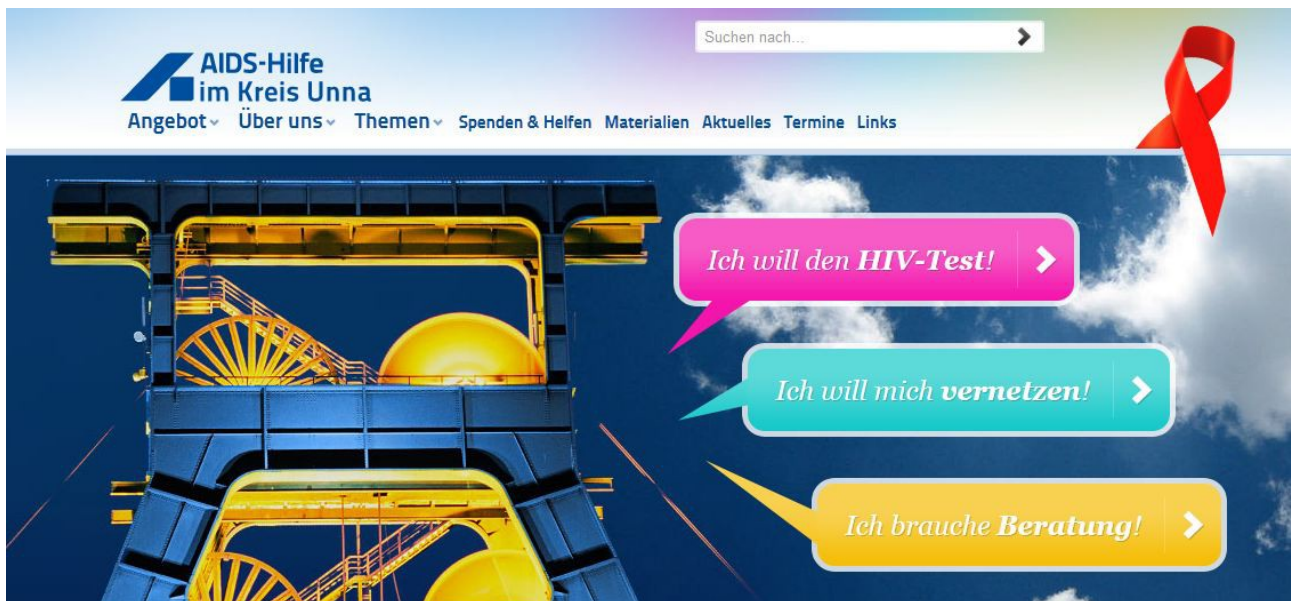 Suchen nach...
AIDS-Hilfe
im Kreis Unna
Angebot Über uns Themen Spenden & Helfen Materialien Aktuelles Termine Links
Ich will den HIV-Test!
Ich will mich vernetzen!
Ich brauche Beratung!